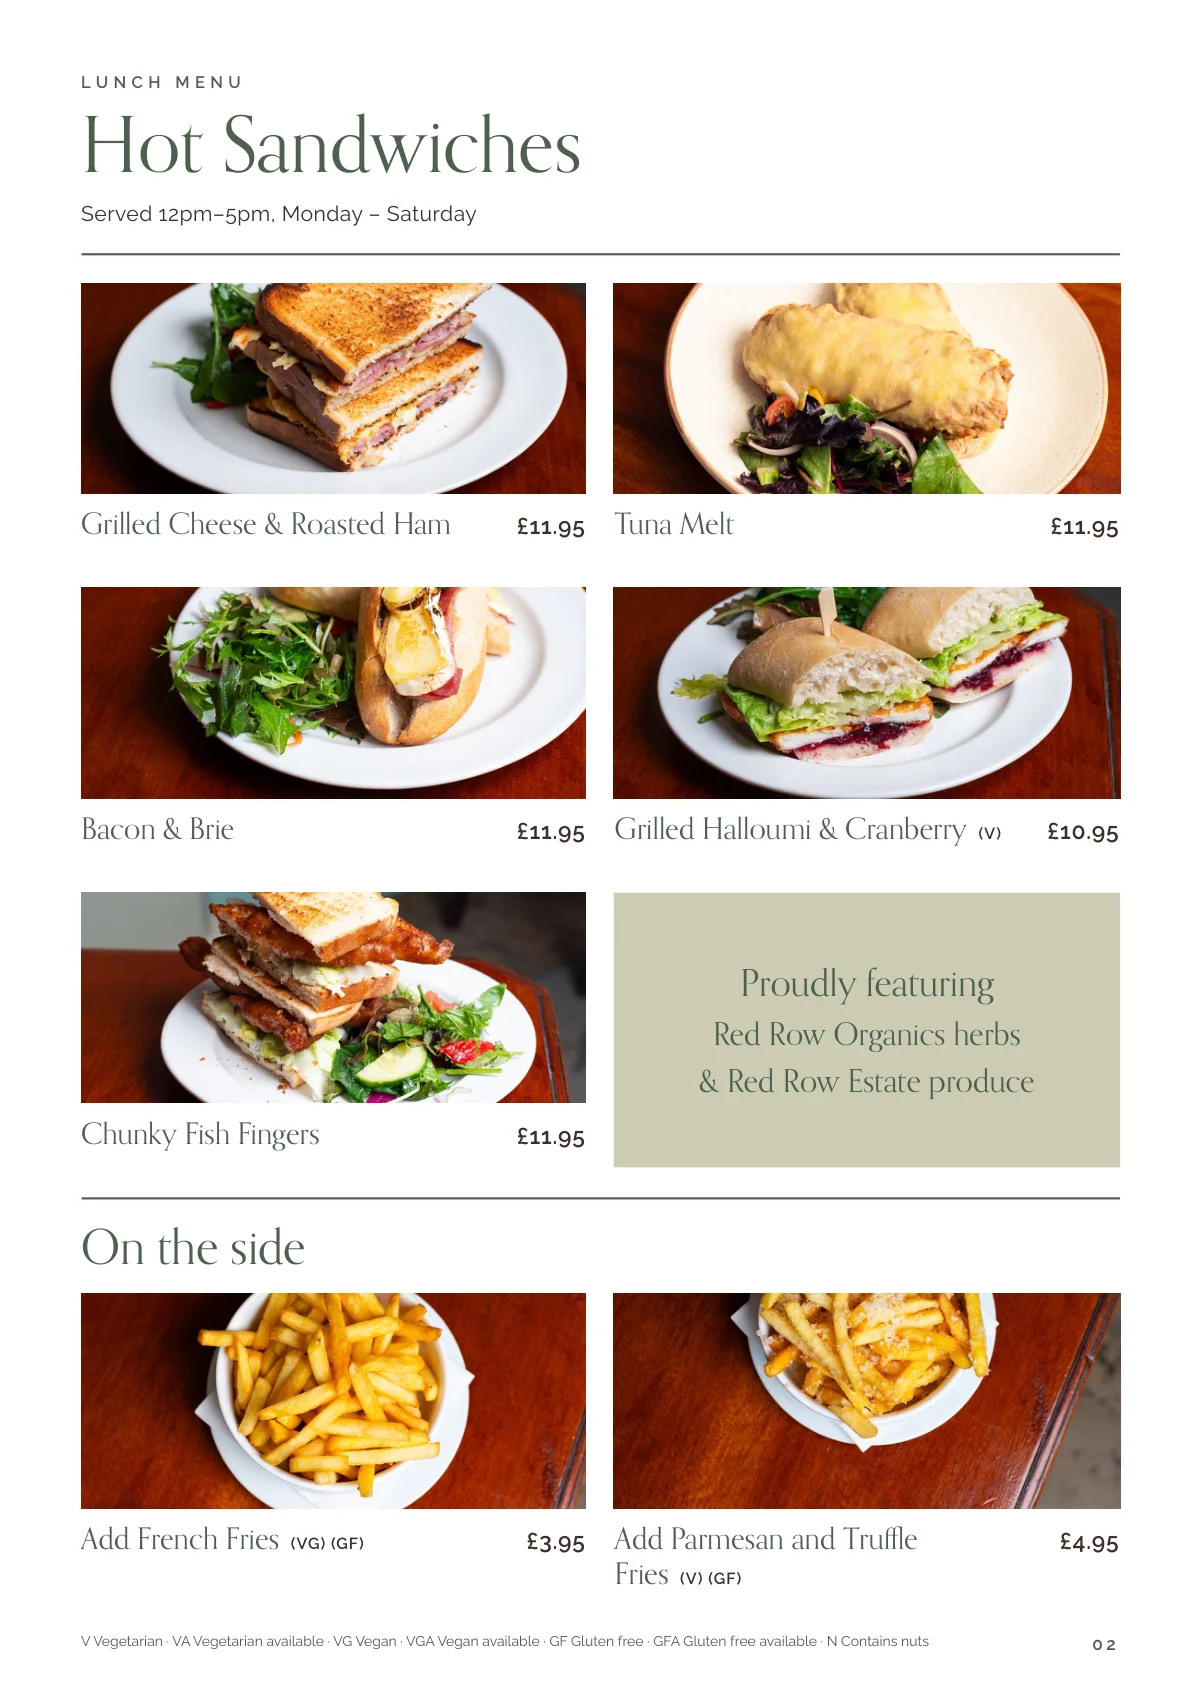 LUNCH MENU
Hot Sandwiches
Served 12pm–5pm, Monday – Saturday
Grilled Cheese & Roasted Ham £11.95
Tuna Melt £11.95
Bacon & Brie £11.95
Grilled Halloumi & Cranberry (V) £10.95
Chunky Fish Fingers £11.95
Proudly featuring
Red Row Organics herbs
& Red Row Estate produce
On the side
Add French Fries (VG) (GF) £3.95
Add Parmesan and Truffle £4.95
Fries (V) (GF)
V Vegetarian · VA Vegetarian available · VG Vegan · VGA Vegan available · GF Gluten free · GFA Gluten free available · N Contains nuts
02